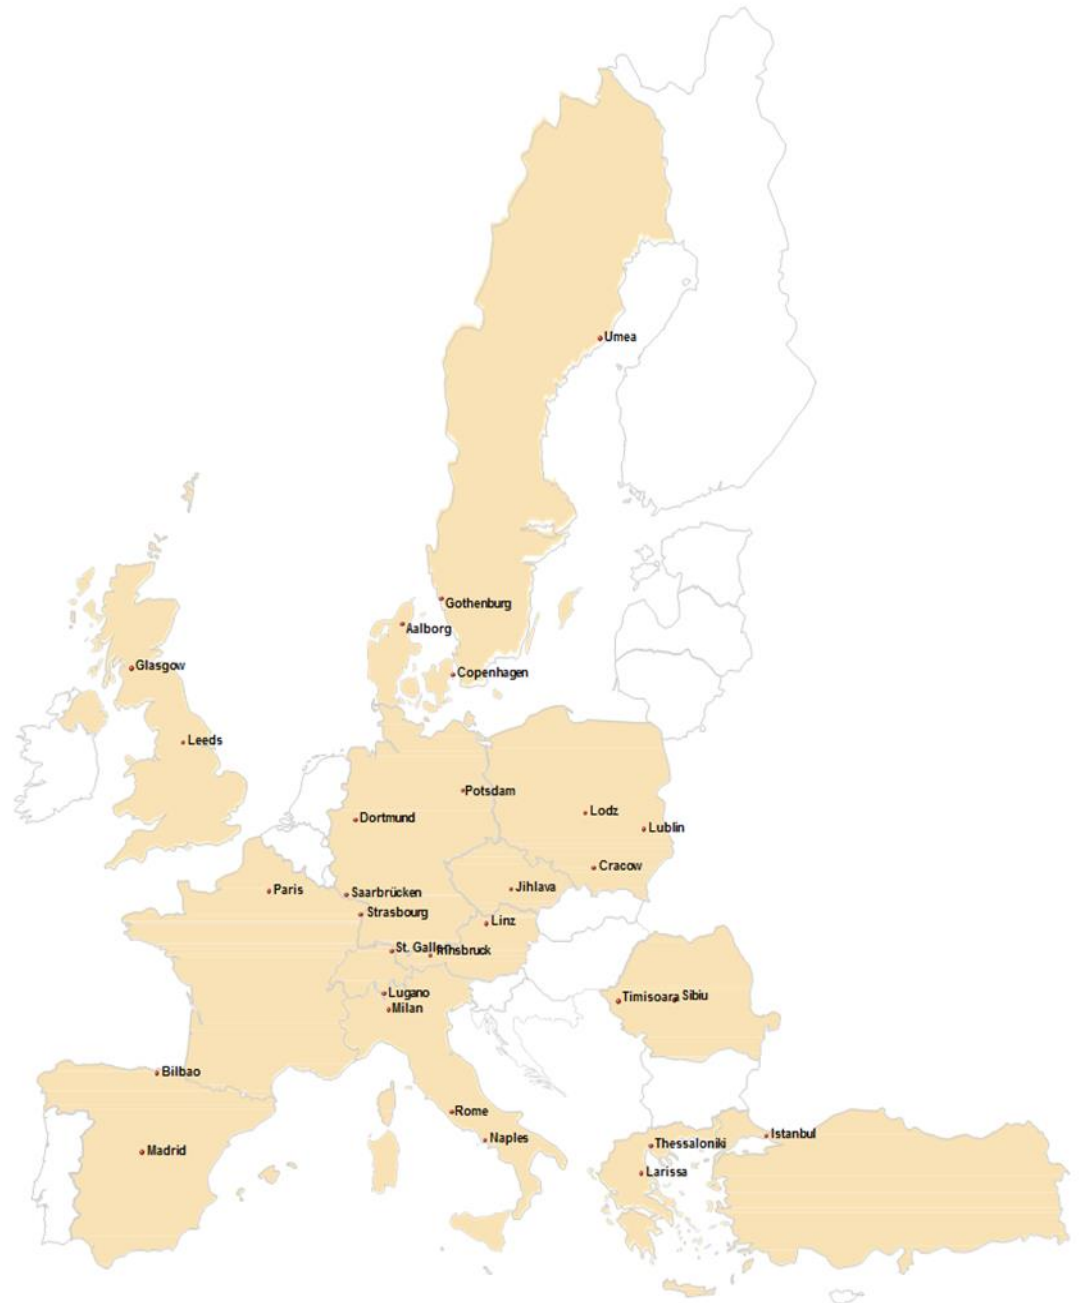 Umea
Gothenburg
Aalborg
Glasgow
Copenhagen
Leeds
Potsdam
Lodz
Dortmund
Lublin
Cracow
Paris
Saarbrücken
Jihlava
Strasbourg
Linz
St. Gallen
Innsbruck
Lugano
Timisoara
Sibiu
Milan
Bilbao
Rome
Istanbul
Naples
Thessaloniki
Madrid
Larissa